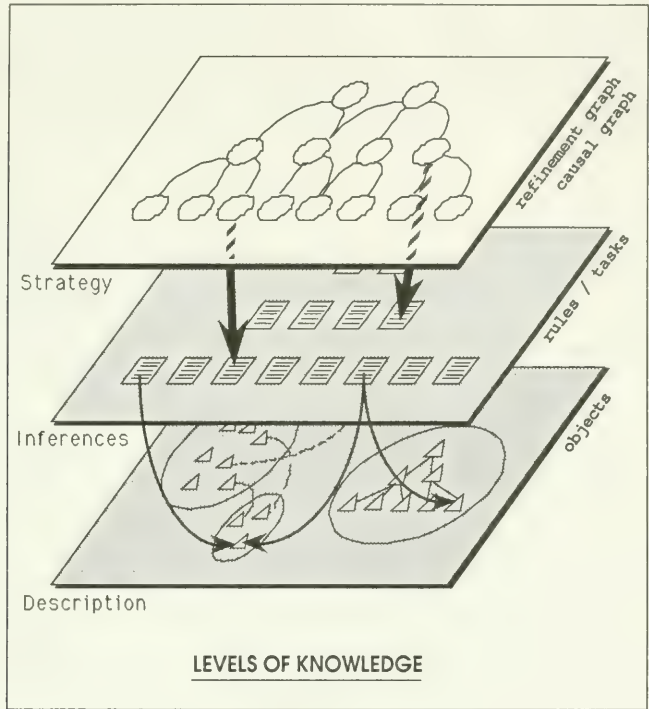 refinement graph
causal graph
Strategy
rules / tasks
Inferences
objects
Description
LEVELS OF KNOWLEDGE